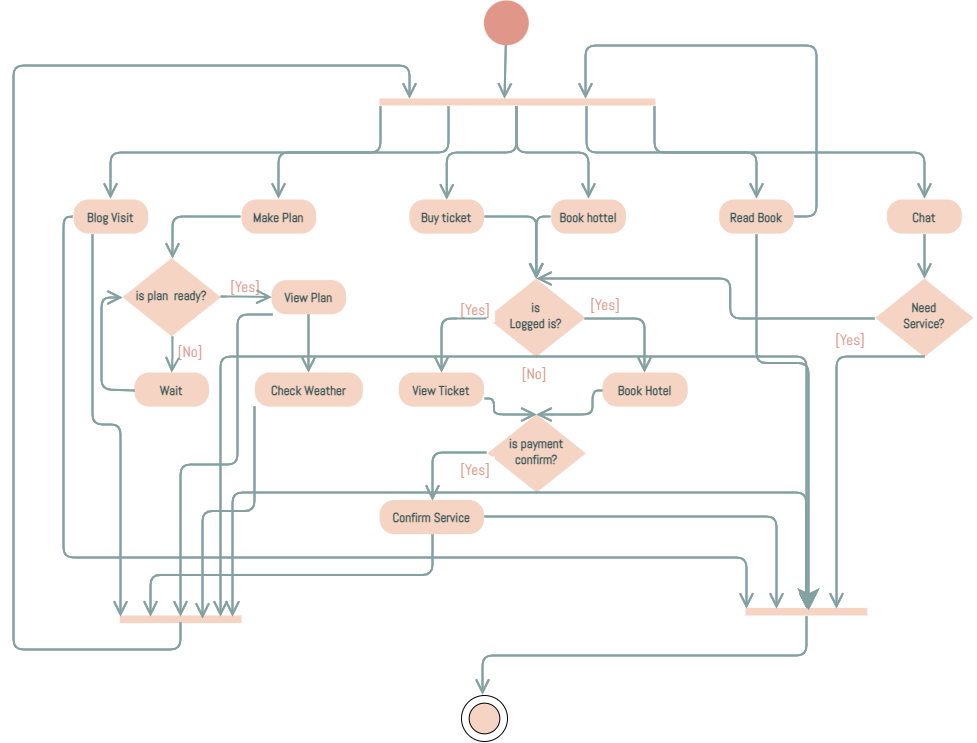 Blog Visit
Make Plan
Buy ticket
Book hottel
Read Book
Chat
is plan ready?
[Yes]
View Plan
[Yes]
is
Logged is?
[Yes]
Need
Service?
[No]
[Yes]
Wait
Check Weather
View Ticket
[No]
Book Hotel
is payment
confirm?
[Yes]
Confirm Service